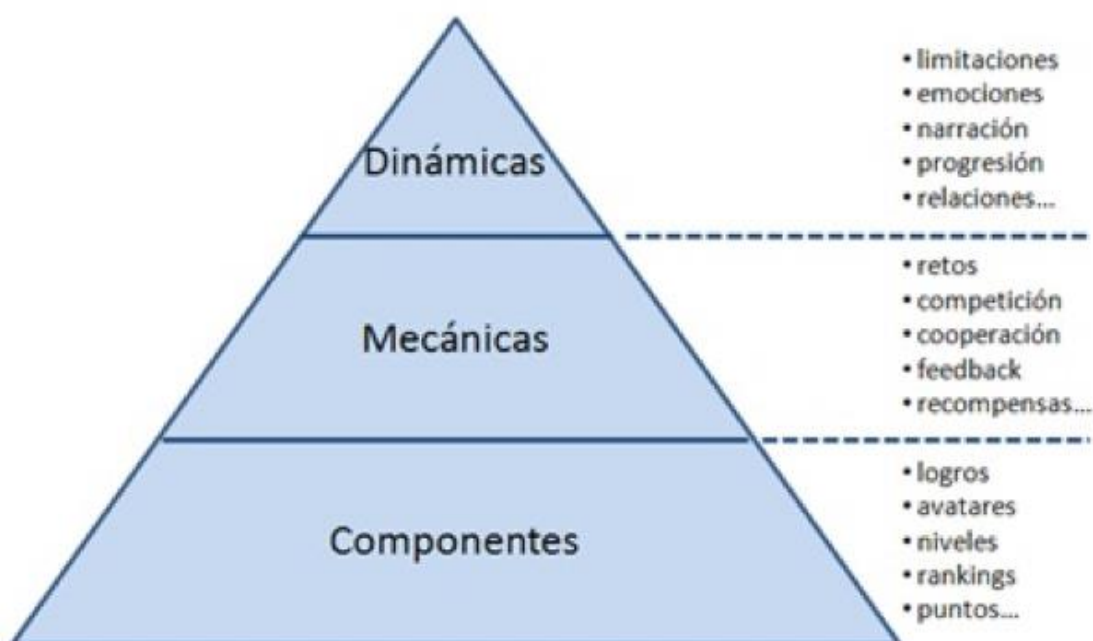 Dinámicas
• limitaciones
• emociones
• narración
• progresión
• relaciones...
Mecánicas
• retos
• competición
• cooperación
• feedback
• recompensas...
Componentes
• logros
• avatares
• niveles
• rankings
• puntos...